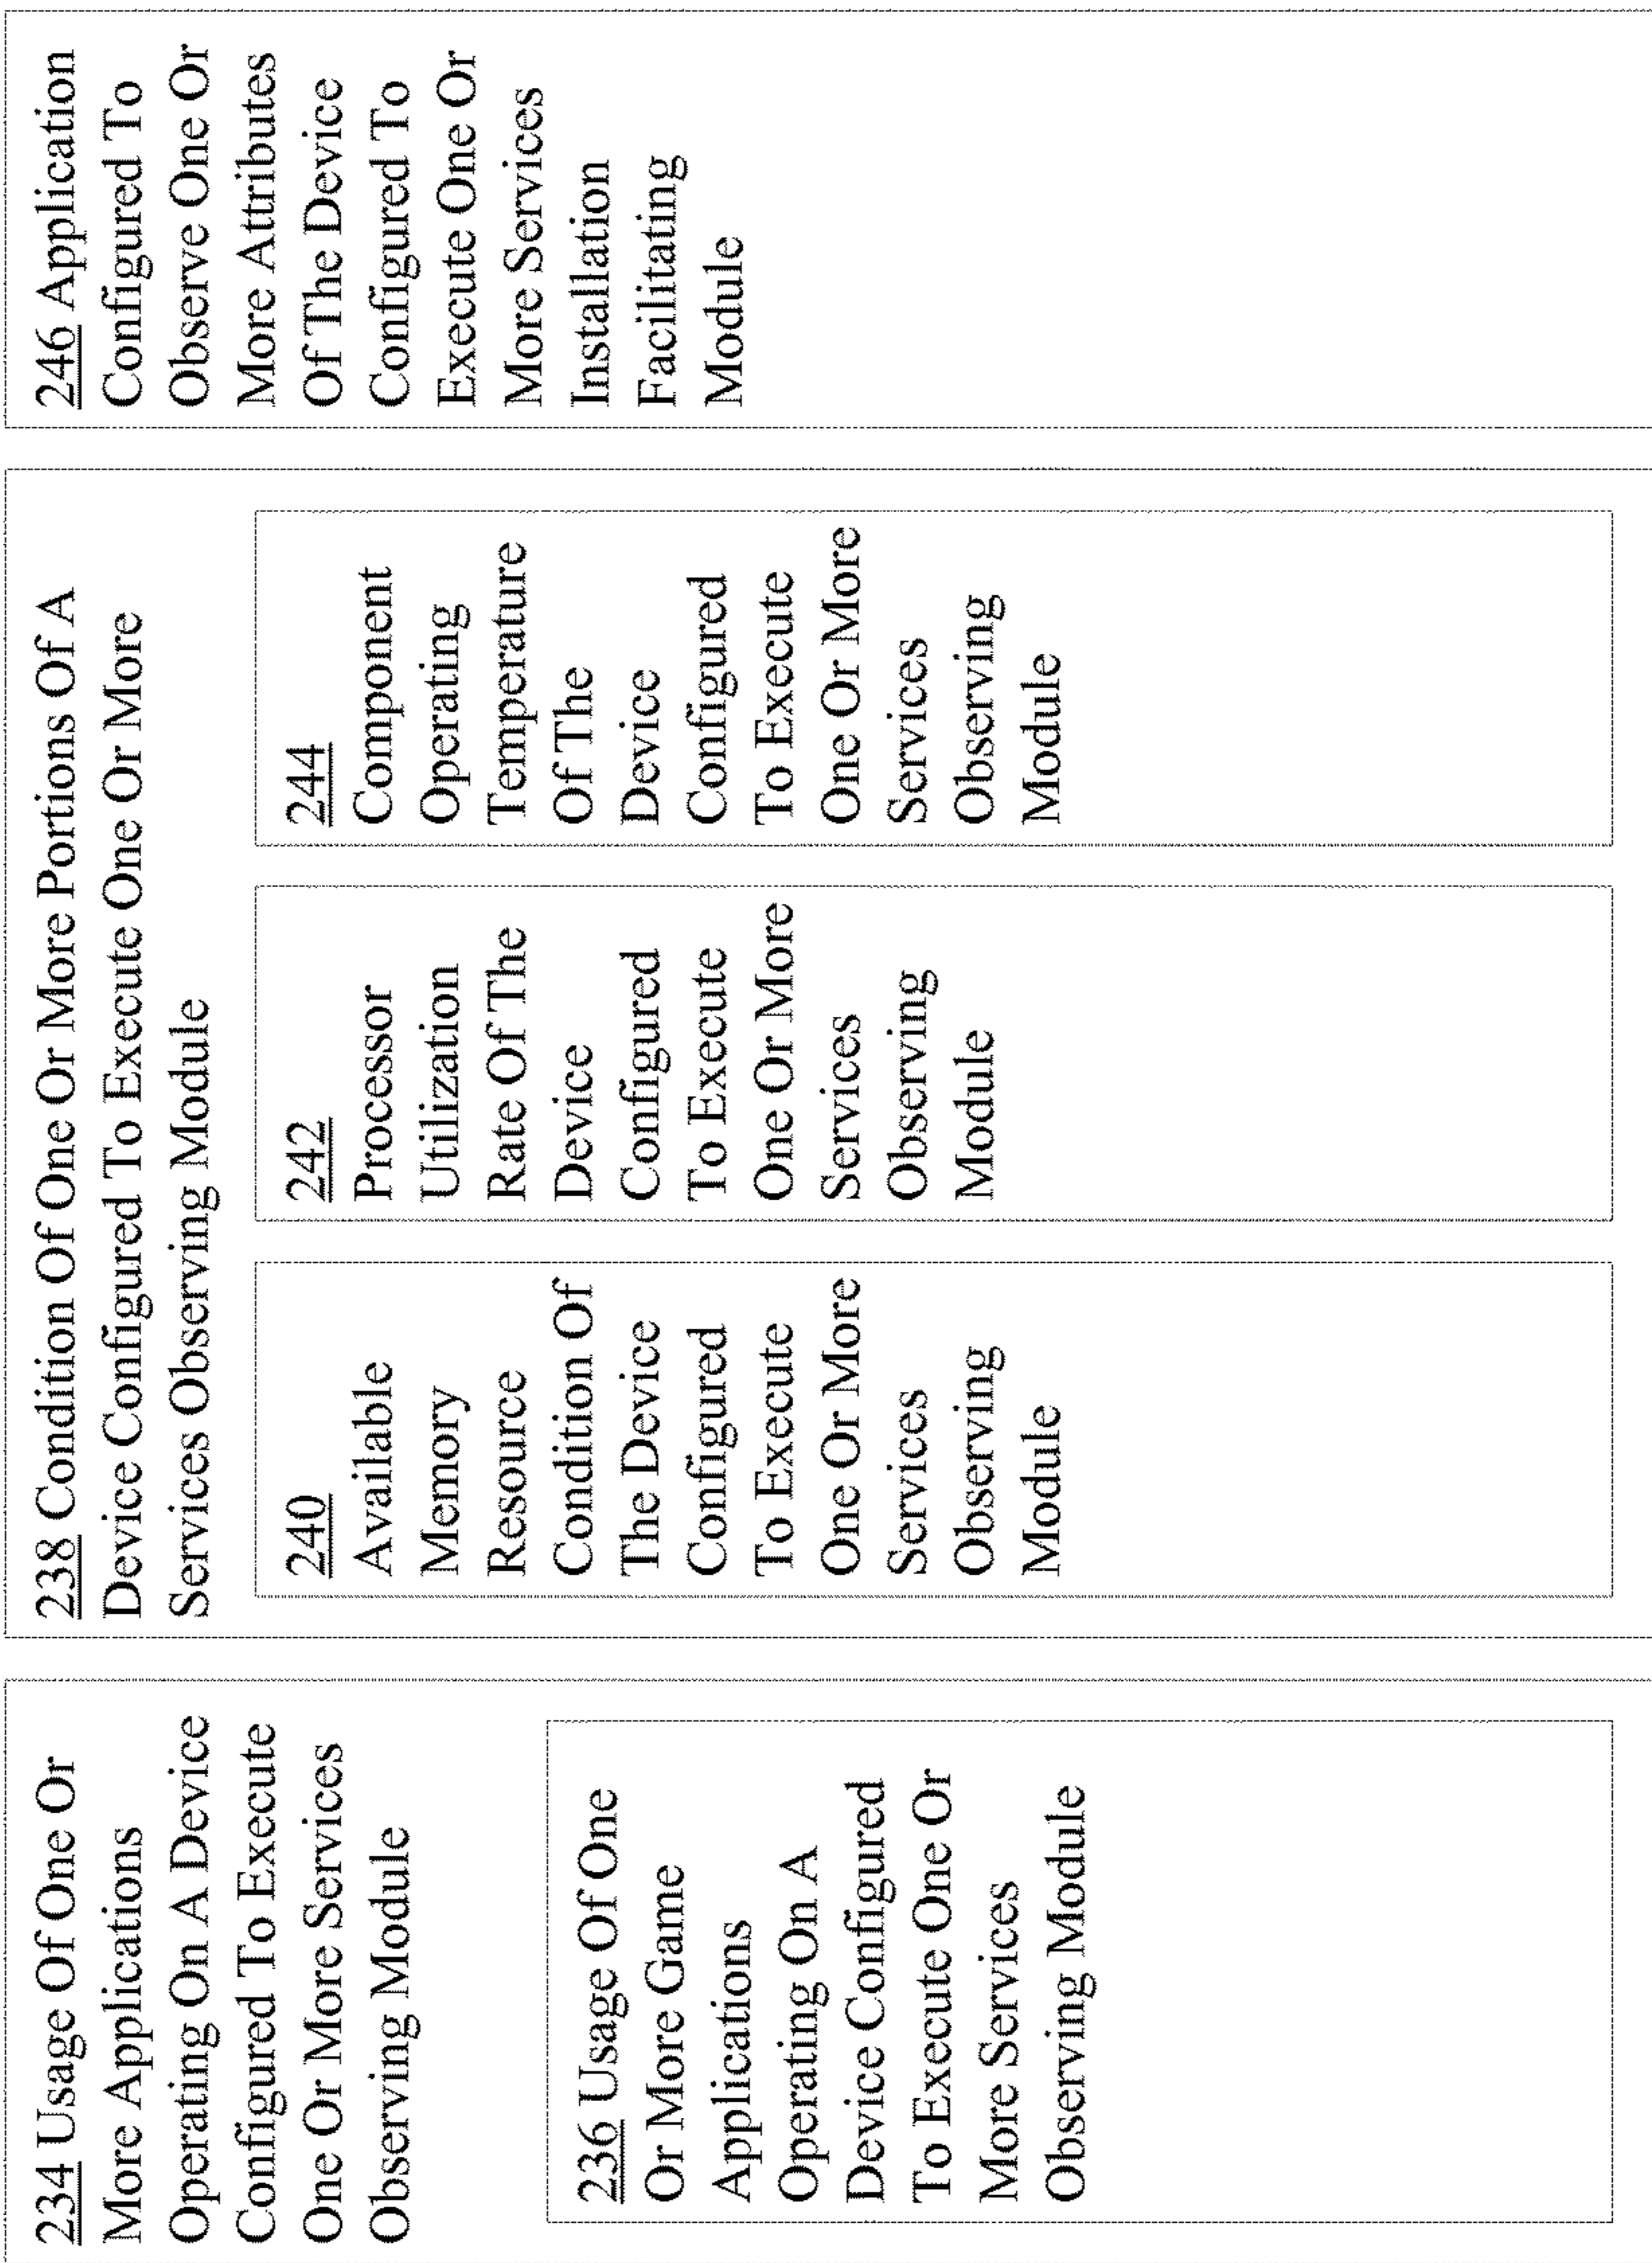 234 Usage Of One Or
More Applications
Operating On A Device
Configured To Execute
One Or More Services
Observing Module
236 Usage Of One
Or More Game
Applications
Operating On A
Device Configured
To Execute One Or
More Services
Observing Module
238 Condition Of One Or More Portions Of A
Device Configured To Execute One Or More
Services Observing Module
240
Available
Memory
Resource
Condition Of
The Device
Configured
To Execute
One Or More
Services
Observing
Module
242
Processor
Utilization
Rate Of The
Device
Configured
To Execute
One Or More
Services
Observing
Module
244
Component
Operating
Temperature
Of The
Device
Configured
To Execute
One Or More
Services
Observing
Module
246 Application
Configured To
Observe One Or
More Attributes
Of The Device
Configured To
Execute One Or
More Services
Installation
Facilitating
Module